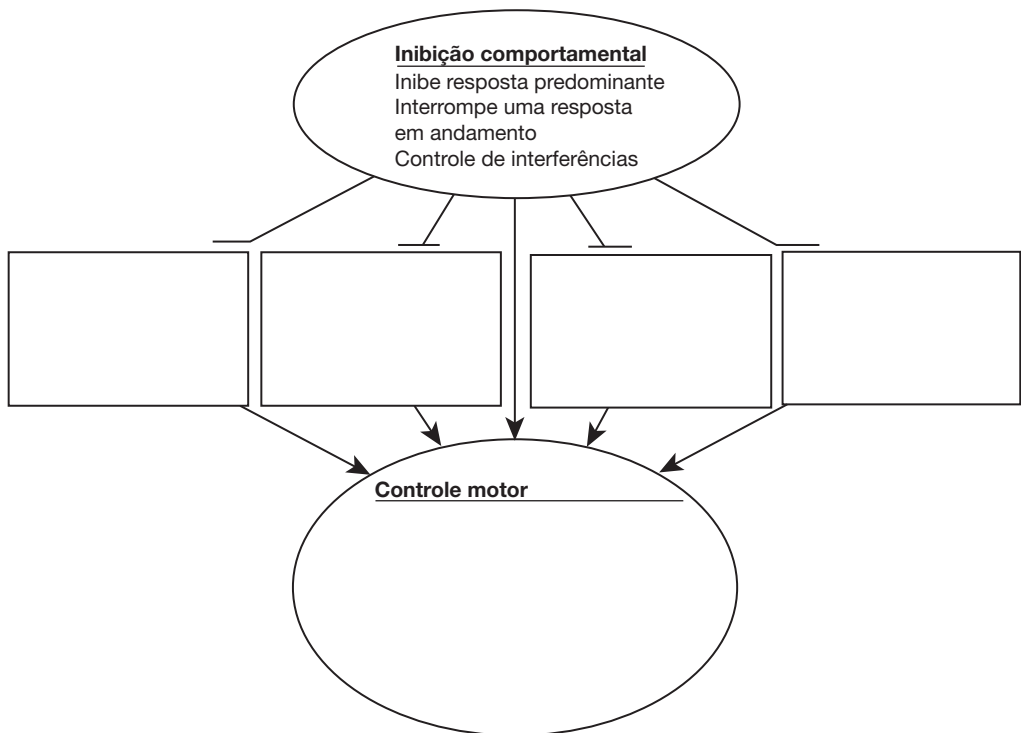 Inibição comportamental
Inibe resposta predominante
Interrompe uma resposta
em andamento
Controle de interferências
Controle motor